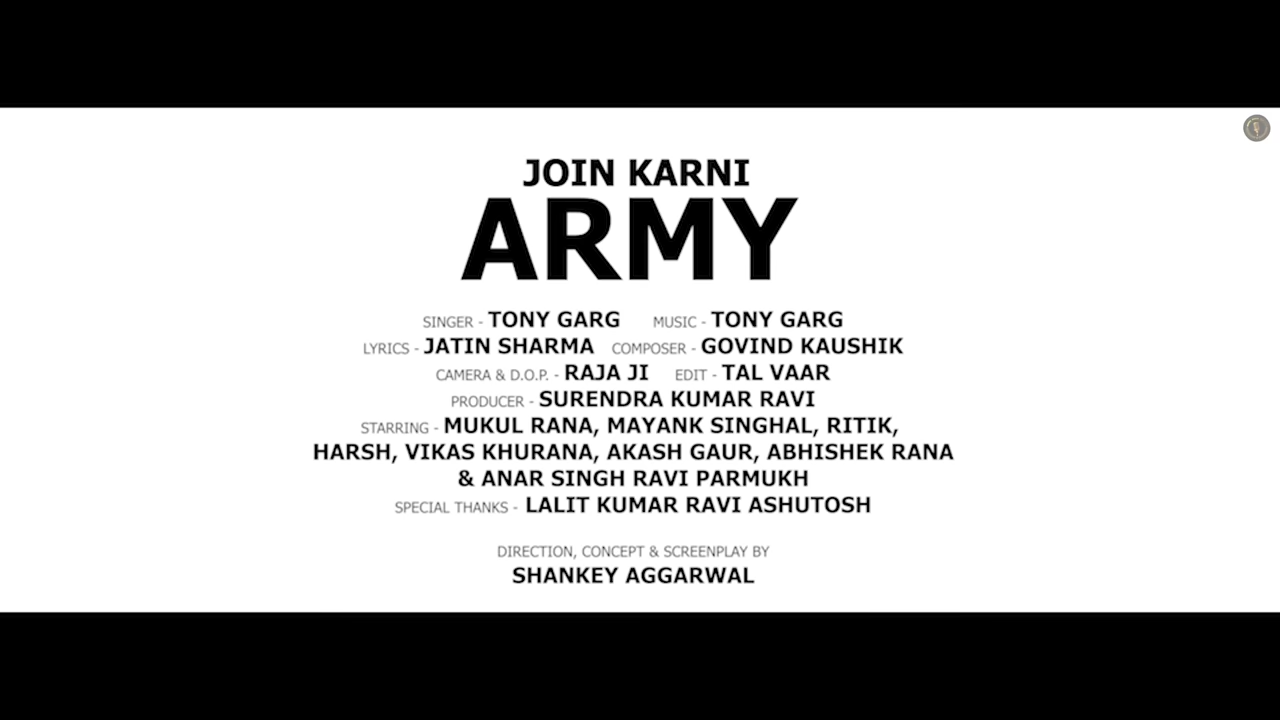 JOIN KARNI
ARMY
SINGER - TONY GARG MUSIC - TONY GARG
LYRICS - JATIN SHARMA COMPOSER - GOVIND KAUSHIK
CAMERA & D.O.P. - RAJA JI EDIT - TAL VAAR
PRODUCER - SURENDRA KUMAR RAVI
STARRING - MUKUL RANA, MAYANK SINGHAL, RITIK,
HARSH, VIKAS KHURANA, AKASH GAUR, ABHISHEK RANA
& ANAR SINGH RAVI PARMUKH
SPECIAL THANKS - LALIT KUMAR RAVI ASHUTOSH
DIRECTION, CONCEPT & SCREENPLAY BY
SHANKEY AGGARWAL